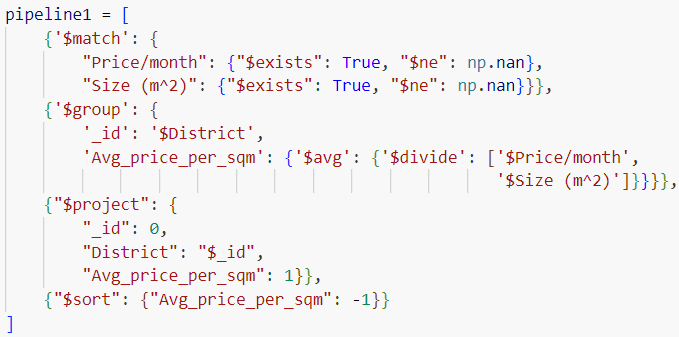 pipeline1 = [
    {'$match': {
        "Price/month": {"$exists": True, "$ne": np.nan},
        "Size (m^2)": {"$exists": True, "$ne": np.nan}}},
    {'$group': {
        '_id': '$District',
        'Avg_price_per_sqm': {'$avg': {'$divide': ['$Price/month',
                                                   '$Size (m^2)']}}}},
    {"$project": {
        "_id": 0,
        "District": "$_id",
        "Avg_price_per_sqm": 1}},
    {"$sort": {"Avg_price_per_sqm": -1}}
]